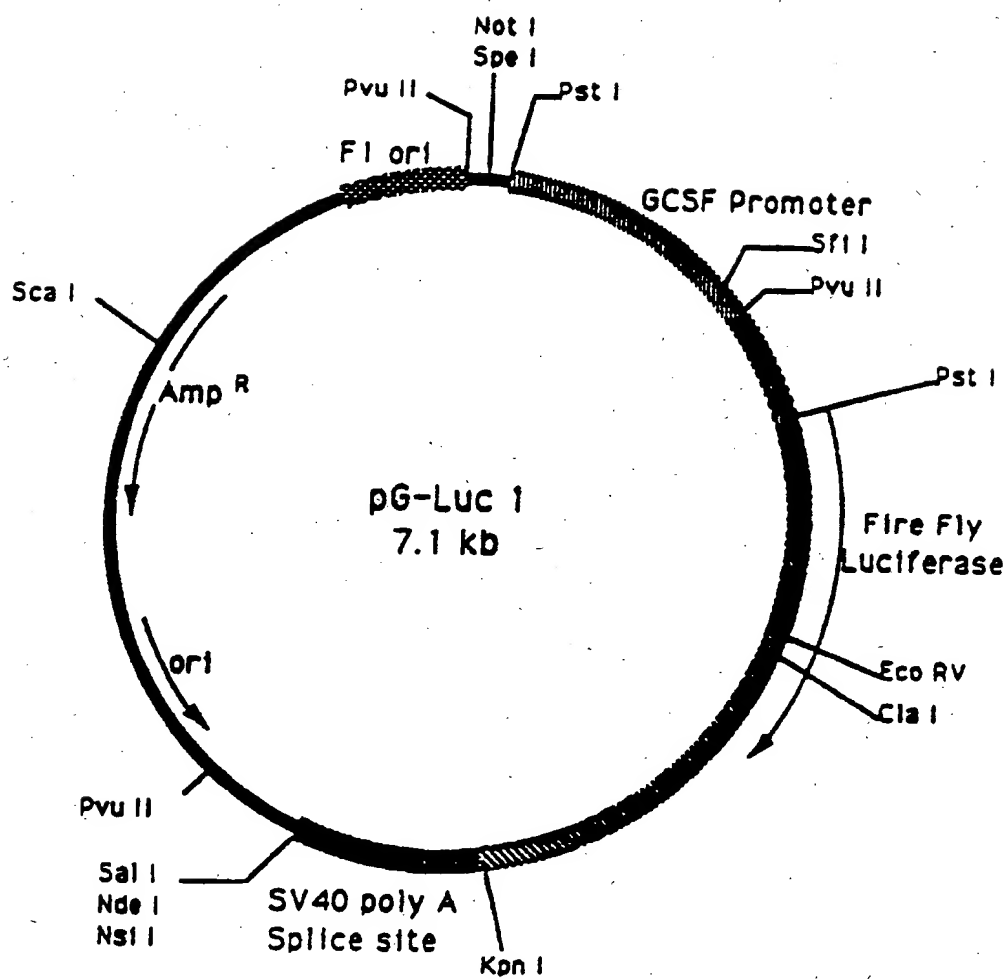 Not I
Spe I
Pvu II
Pst I
F1 ori
GCSF Promoter
Sfi I
Pvu II
Sca I
Amp R
Pst I
pG-Luc 1
7.1 kb
Fire Fly
Luciferase
ori
Eco RV
Cla I
Pvu II
Sal I
Nde I
Nsi I
SV40 poly A
Splice site
Kpn I